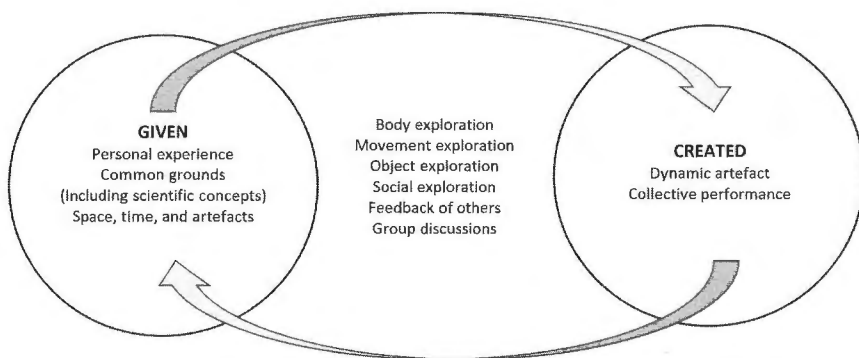 GIVEN
Personal experience
Common grounds
(Including scientific concepts)
Space, time, and artefacts
Body exploration
Movement exploration
Object exploration
Social exploration
Feedback of others
Group discussions
CREATED
Dynamic artefact
Collective performance